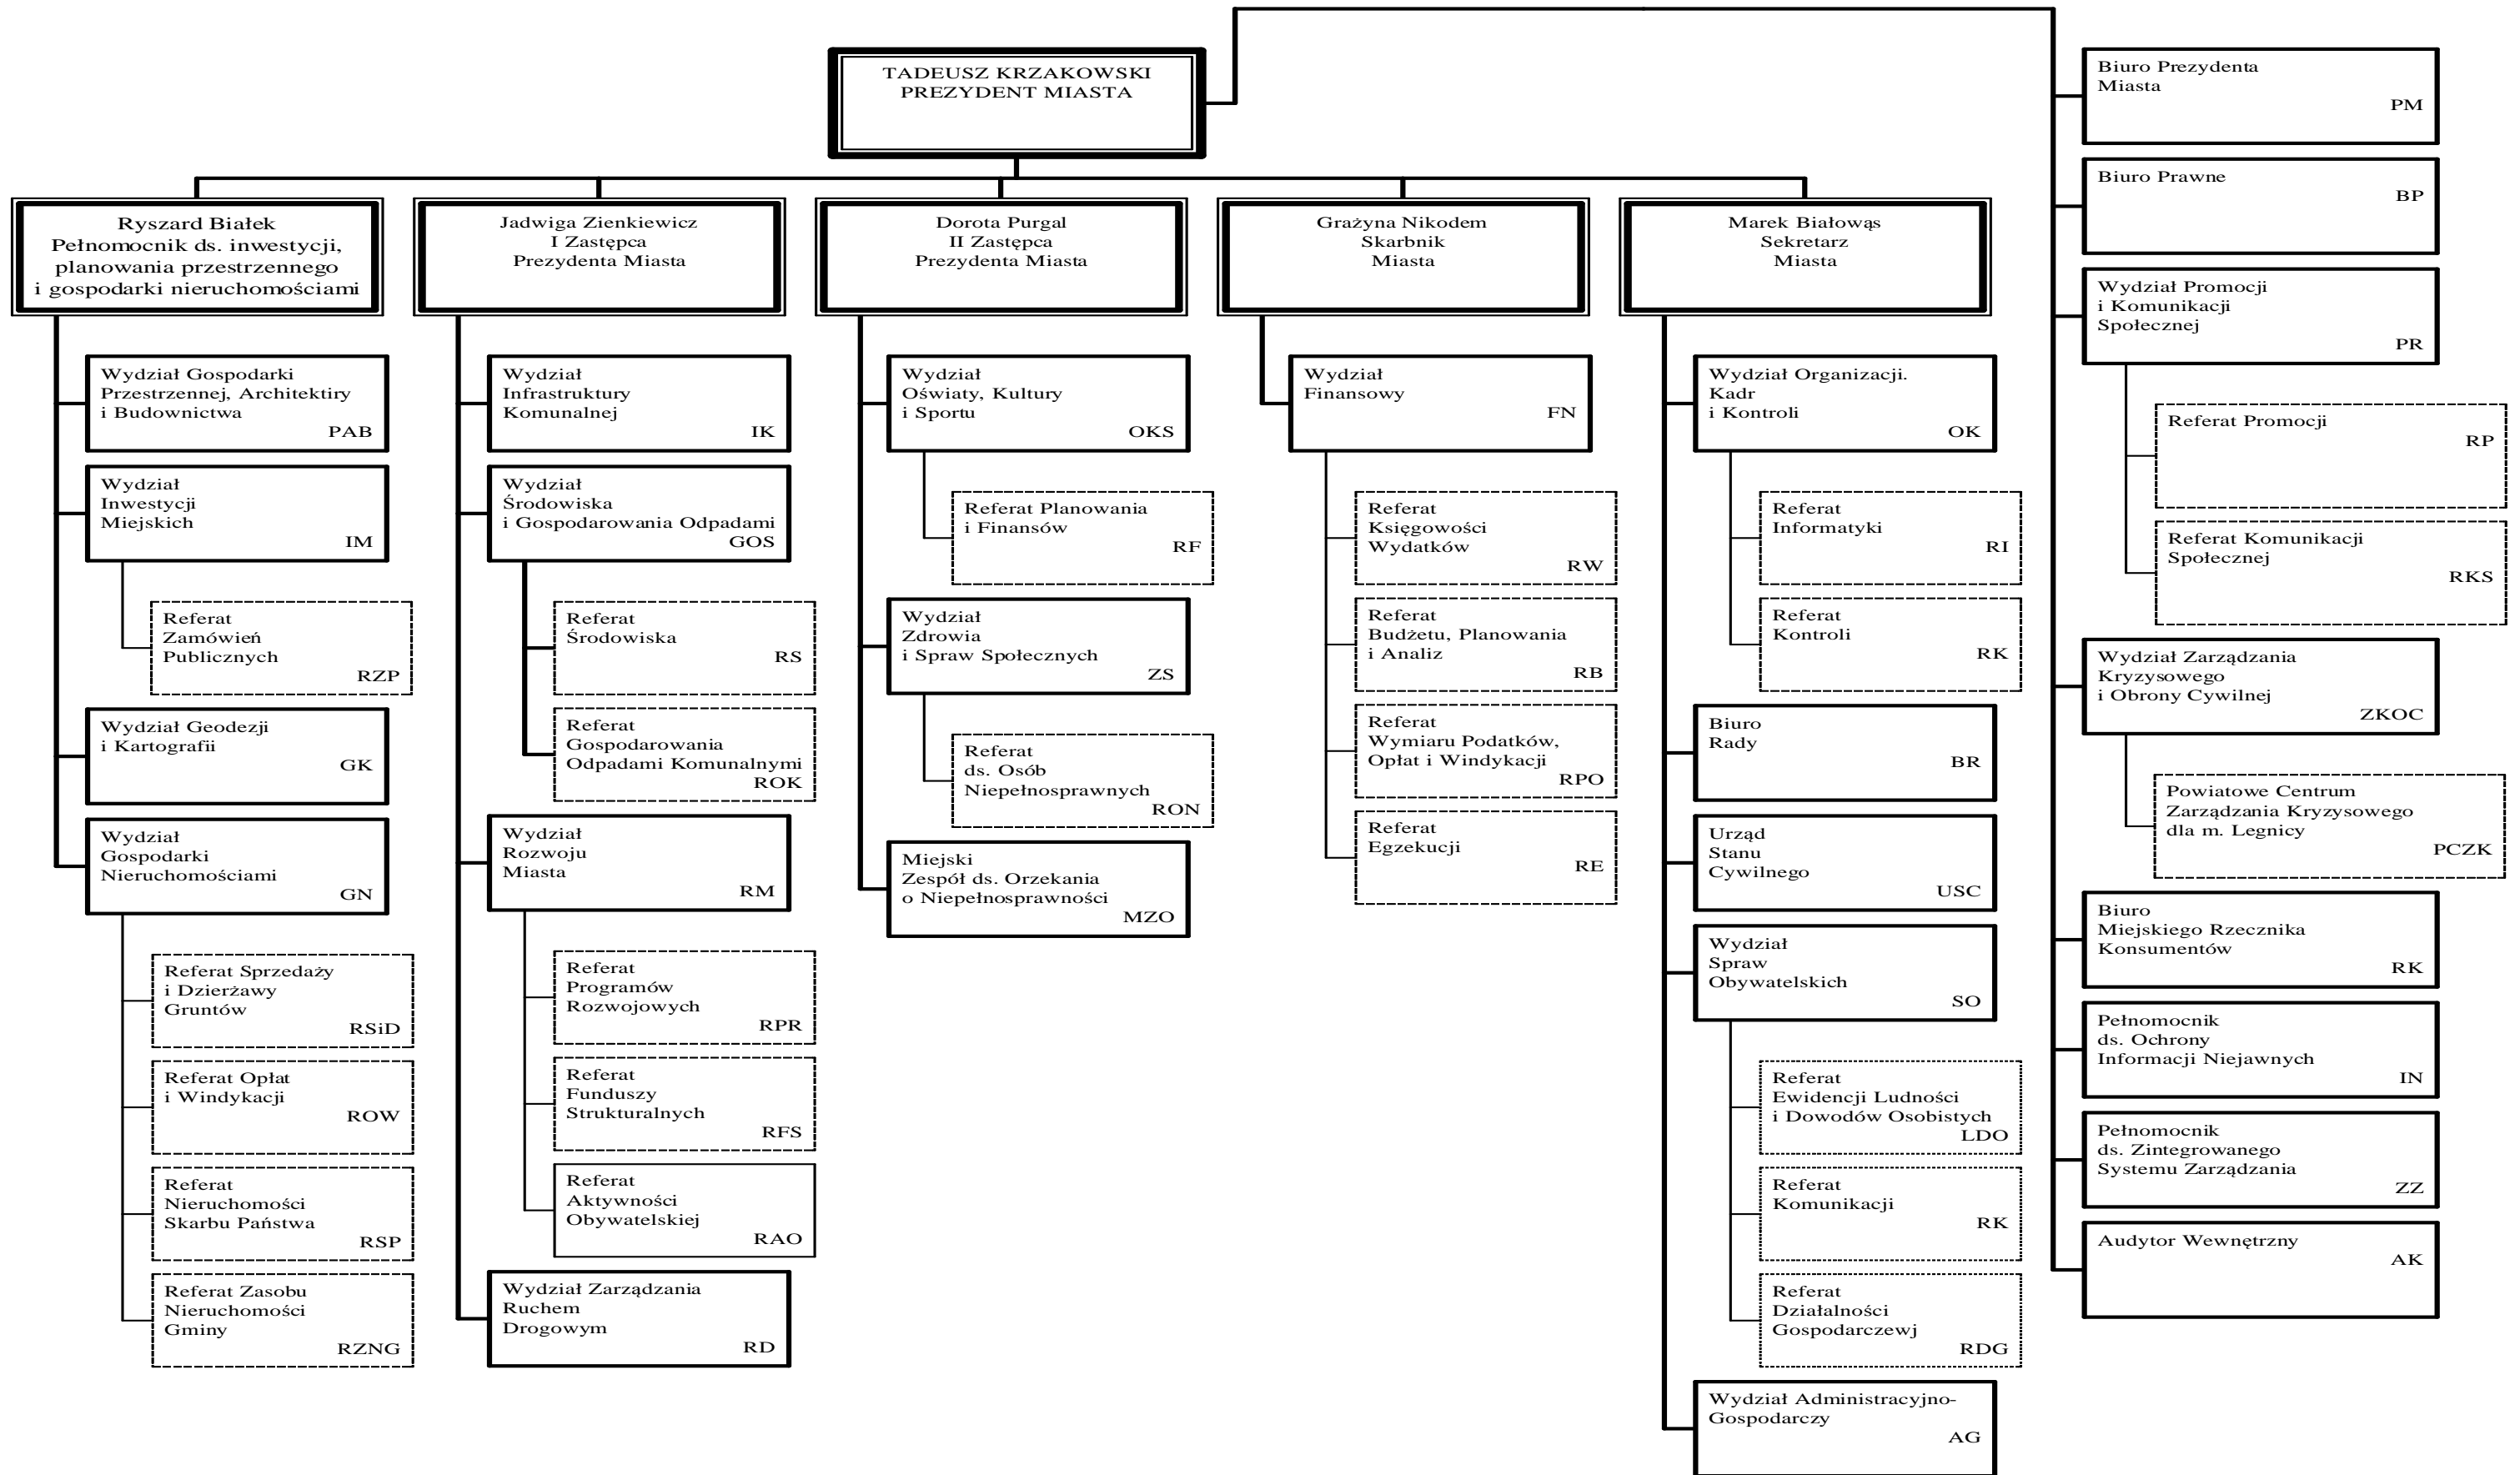 TADEUSZ KRZAKOWSKI
PREZYDENT MIASTA
Ryszard Białek
Pełnomocnik ds. inwestycji,
planowania przestrzennego
i gospodarki nieruchomościami
Wydział Gospodarki
Przestrzennej, Architektiry
i Budownictwa
PAB
Wydział
Inwestycji
Miejskich
IM
Referat
Zamówień
Publicznych
RZP
Wydział Geodezji
i Kartografii
GK
Wydział
Gospodarki
Nieruchomościami
GN
Referat Sprzedaży
i Dzierżawy
Gruntów
RSiD
Referat Opłat
i Windykacji
ROW
Referat
Nieruchomości
Skarbu Państwa
RSP
Referat Zasobu
Nieruchomości
Gminy
RZNG
Jadwiga Zienkiewicz
I Zastępca
Prezydenta Miasta
Wydział
Infrastruktury
Komunalnej
IK
Wydział
Środowiska
i Gospodarowania Odpadami
GOS
Referat
Środowiska
RS
Referat
Gospodarowania
Odpadami Komunalnymi
ROK
Wydział
Rozwoju
Miasta
RM
Referat
Programów
Rozwojowych
RPR
Referat
Funduszy
Strukturalnych
RFS
Referat
Aktywności
Obywatelskiej
RAO
Wydział Zarządzania
Ruchem
Drogowym
RD
Dorota Purgal
II Zastępca
Prezydenta Miasta
Wydział
Oświaty, Kultury
i Sportu
OKS
Referat Planowania
i Finansów
RF
Wydział
Zdrowia
i Spraw Społecznych
ZS
Referat
ds. Osób
Niepełnosprawnych
RON
Miejski
Zespół ds. Orzekania
o Niepełnosprawności
MZO
Grażyna Nikodem
Skarbnik
Miasta
Wydział
Finansowy
FN
Referat
Księgowości
Wydatków
RW
Referat
Budżetu, Planowania
i Analiz
RB
Referat
Wymiaru Podatków,
Opłat i Windykacji
RPO
Referat
Egzekucji
RE
Marek Białowąs
Sekretarz
Miasta
Wydział Organizacji.
Kadr
i Kontroli
OK
Referat
Informatyki
RI
Referat
Kontroli
RK
Biuro
Rady
BR
Urząd
Stanu
Cywilnego
USC
Wydział
Spraw
Obywatelskich
SO
Referat
Ewidencji Ludności
i Dowodów Osobistych
LDO
Referat
Komunikacji
RK
Referat
Działalności
Gospodarczewj
RDG
Wydział Administracyjno-
Gospodarczy
AG
Biuro Prezydenta
Miasta
PM
Biuro Prawne
BP
Wydział Promocji
i Komunikacji
Społecznej
PR
Referat Promocji
RP
Referat Komunikacji
Społecznej
RKS
Wydział Zarządzania
Kryzysowego
i Obrony Cywilnej
ZKOC
Powiatowe Centrum
Zarządzania Kryzysowego
dla m. Legnicy
PCZK
Biuro
Miejskiego Rzecznika
Konsumentów
RK
Pełnomocnik
ds. Ochrony
Informacji Niejawnych
IN
Pełnomocnik
ds. Zintegrowanego
Systemu Zarządzania
ZZ
Audytor Wewnętrzny
AK